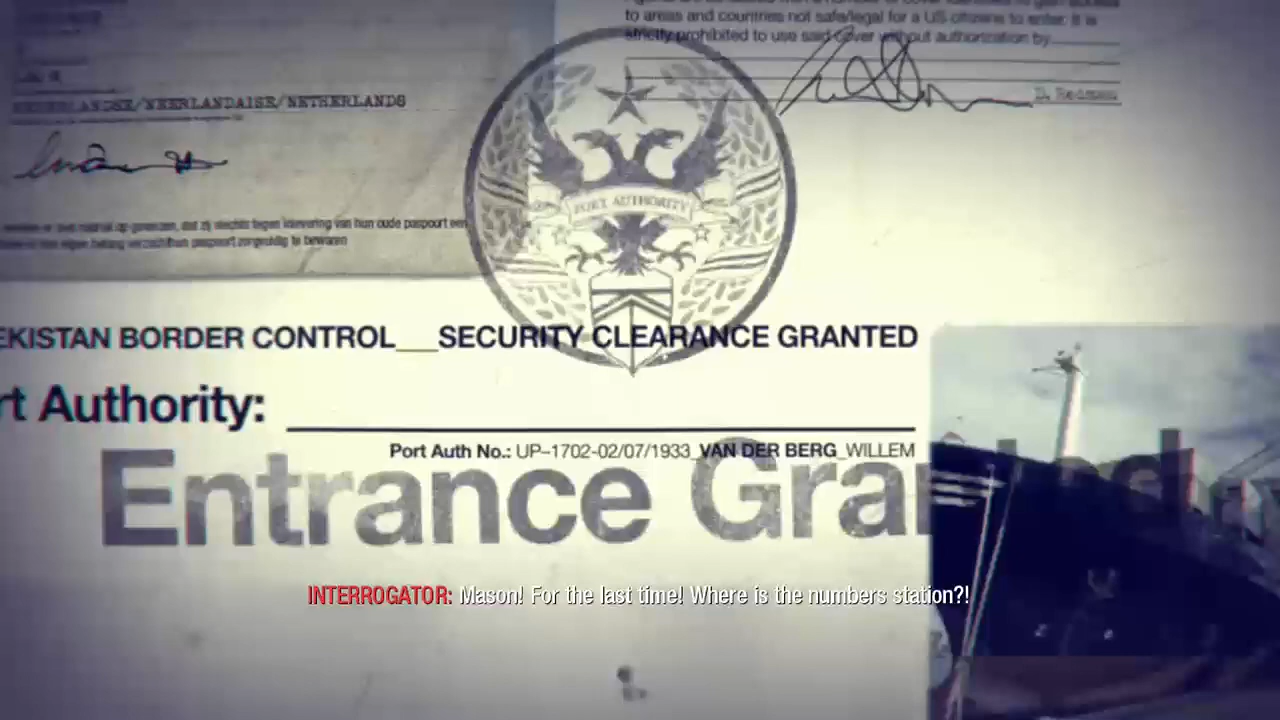 to areas and countries not safe/legal for a US citizens to enter. It is
strictly prohibited to use said cover without authorization by
D. Redman
NEDERLANDSE/NEERLANDAISE/NETHERLANDS
PORT AUTHORITY
EKISTAN BORDER CONTROL___SECURITY CLEARANCE GRANTED
rt Authority:
Port Auth No.: UP-1702-02/07/1933_VAN DER BERG_WILLEM
Entrance Gra
INTERROGATOR: Mason! For the last time! Where is the numbers station?!